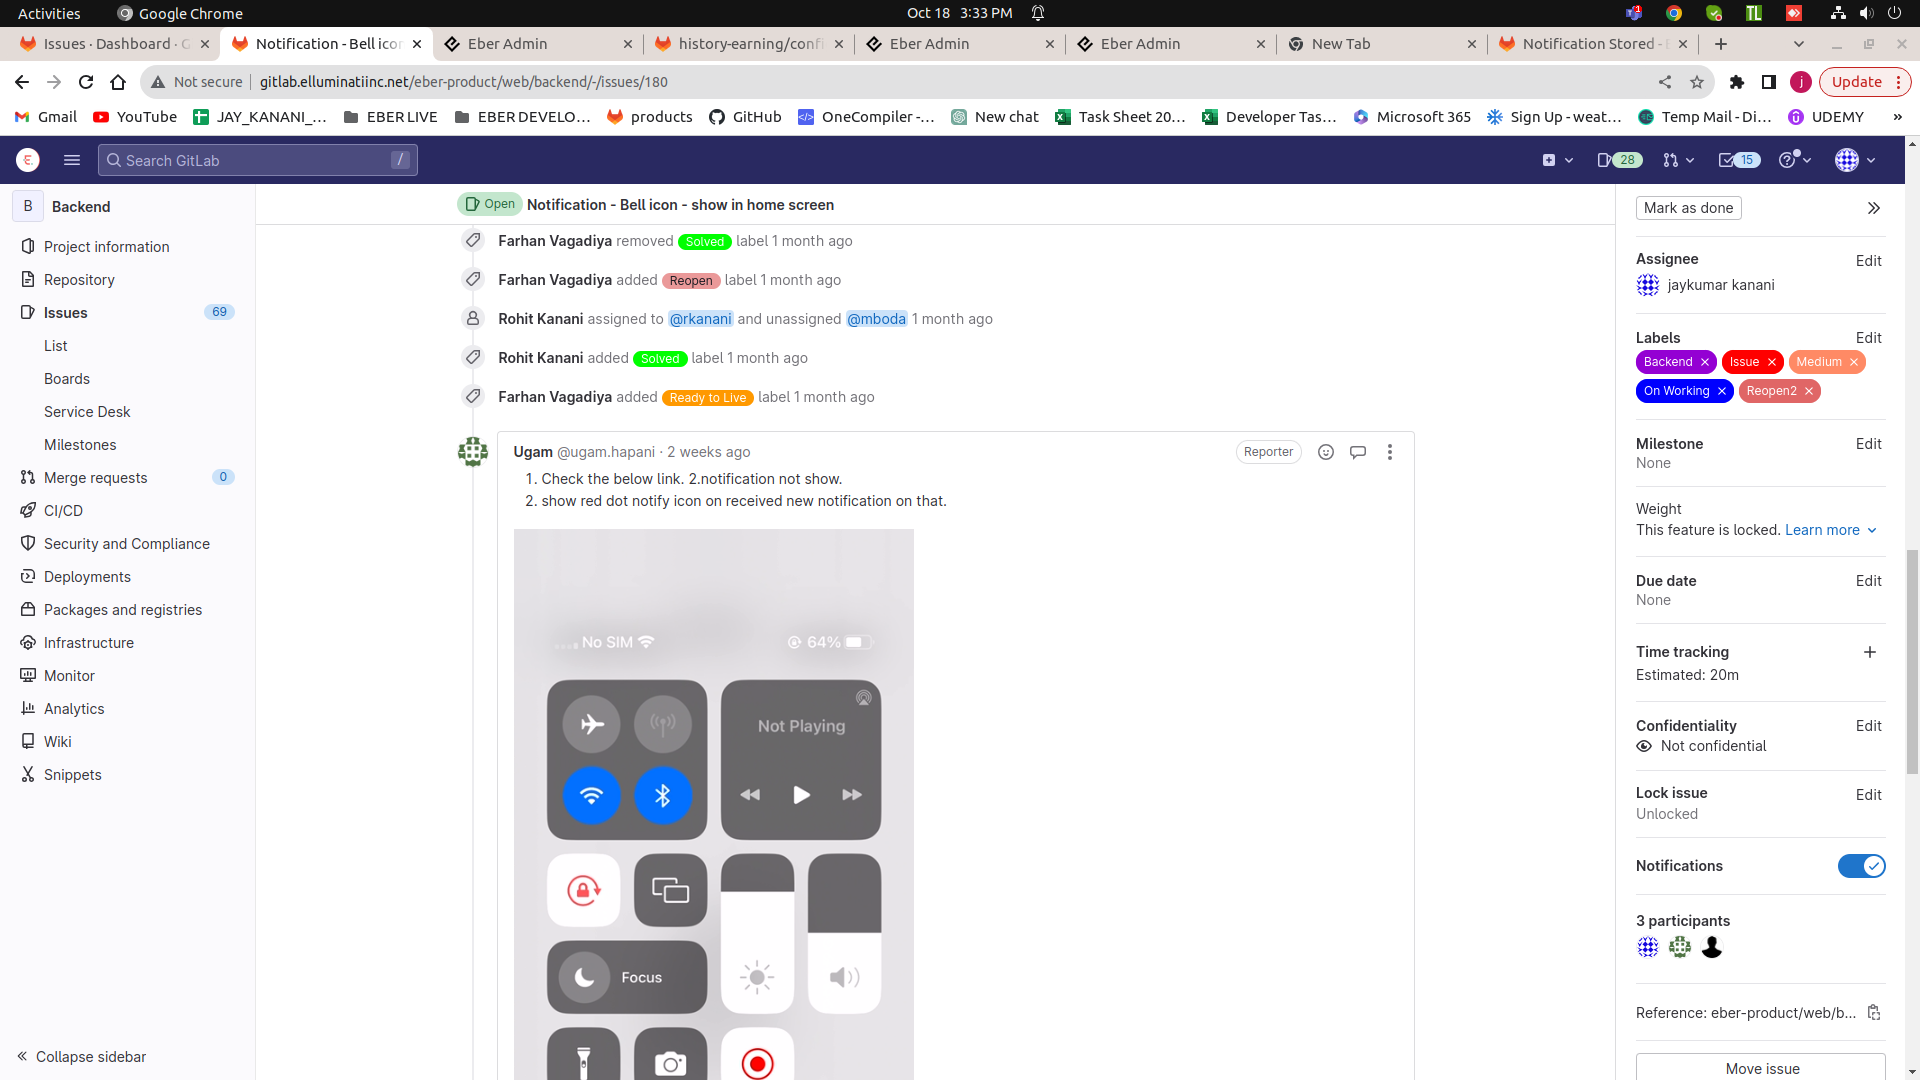 Activities
Google Chrome
Oct 18 3:33 PM
1
TL
Issues · Dashboard · G
Notification - Bell icon
Eber Admin
history-earning/confi
Eber Admin
Eber Admin
New Tab
Notification Stored - E
Not secure
gitlab.elluminatiinc.net/eber-product/web/backend/-/issues/180
j
Update
Gmail
YouTube
JAY_KANANI_...
EBER LIVE
EBER DEVELO...
products
GitHub
OneCompiler -...
New chat
Task Sheet 20...
Developer Tas...
Microsoft 365
Sign Up - weat...
Temp Mail - Di...
UDEMY
»
E.
Search GitLab
/
28
15
B
Backend
Project information
Repository
Issues
69
List
Boards
Service Desk
Milestones
Merge requests
0
CI/CD
Security and Compliance
Deployments
Packages and registries
Infrastructure
Monitor
Analytics
Wiki
Snippets
Collapse sidebar
Open
Notification - Bell icon - show in home screen
Farhan Vagadiya removed Solved label 1 month ago
Farhan Vagadiya added Reopen label 1 month ago
Rohit Kanani assigned to @rkanani and unassigned @mboda 1 month ago
Rohit Kanani added Solved label 1 month ago
Farhan Vagadiya added Ready to Live label 1 month ago
Ugam @ugam.hapani · 2 weeks ago
Reporter
1. Check the below link. 2.notification not show.
2. show red dot notify icon on received new notification on that.
No SIM
64%
Not Playing
Focus
Mark as done
Assignee
Edit
jaykumar kanani
Labels
Edit
Backend
Issue
Medium
On Working
Reopen2
Milestone
Edit
None
Weight
This feature is locked. Learn more
Due date
Edit
None
Time tracking
Estimated: 20m
Confidentiality
Edit
Not confidential
Lock issue
Edit
Unlocked
Notifications
3 participants
Reference: eber-product/web/b...
Move issue